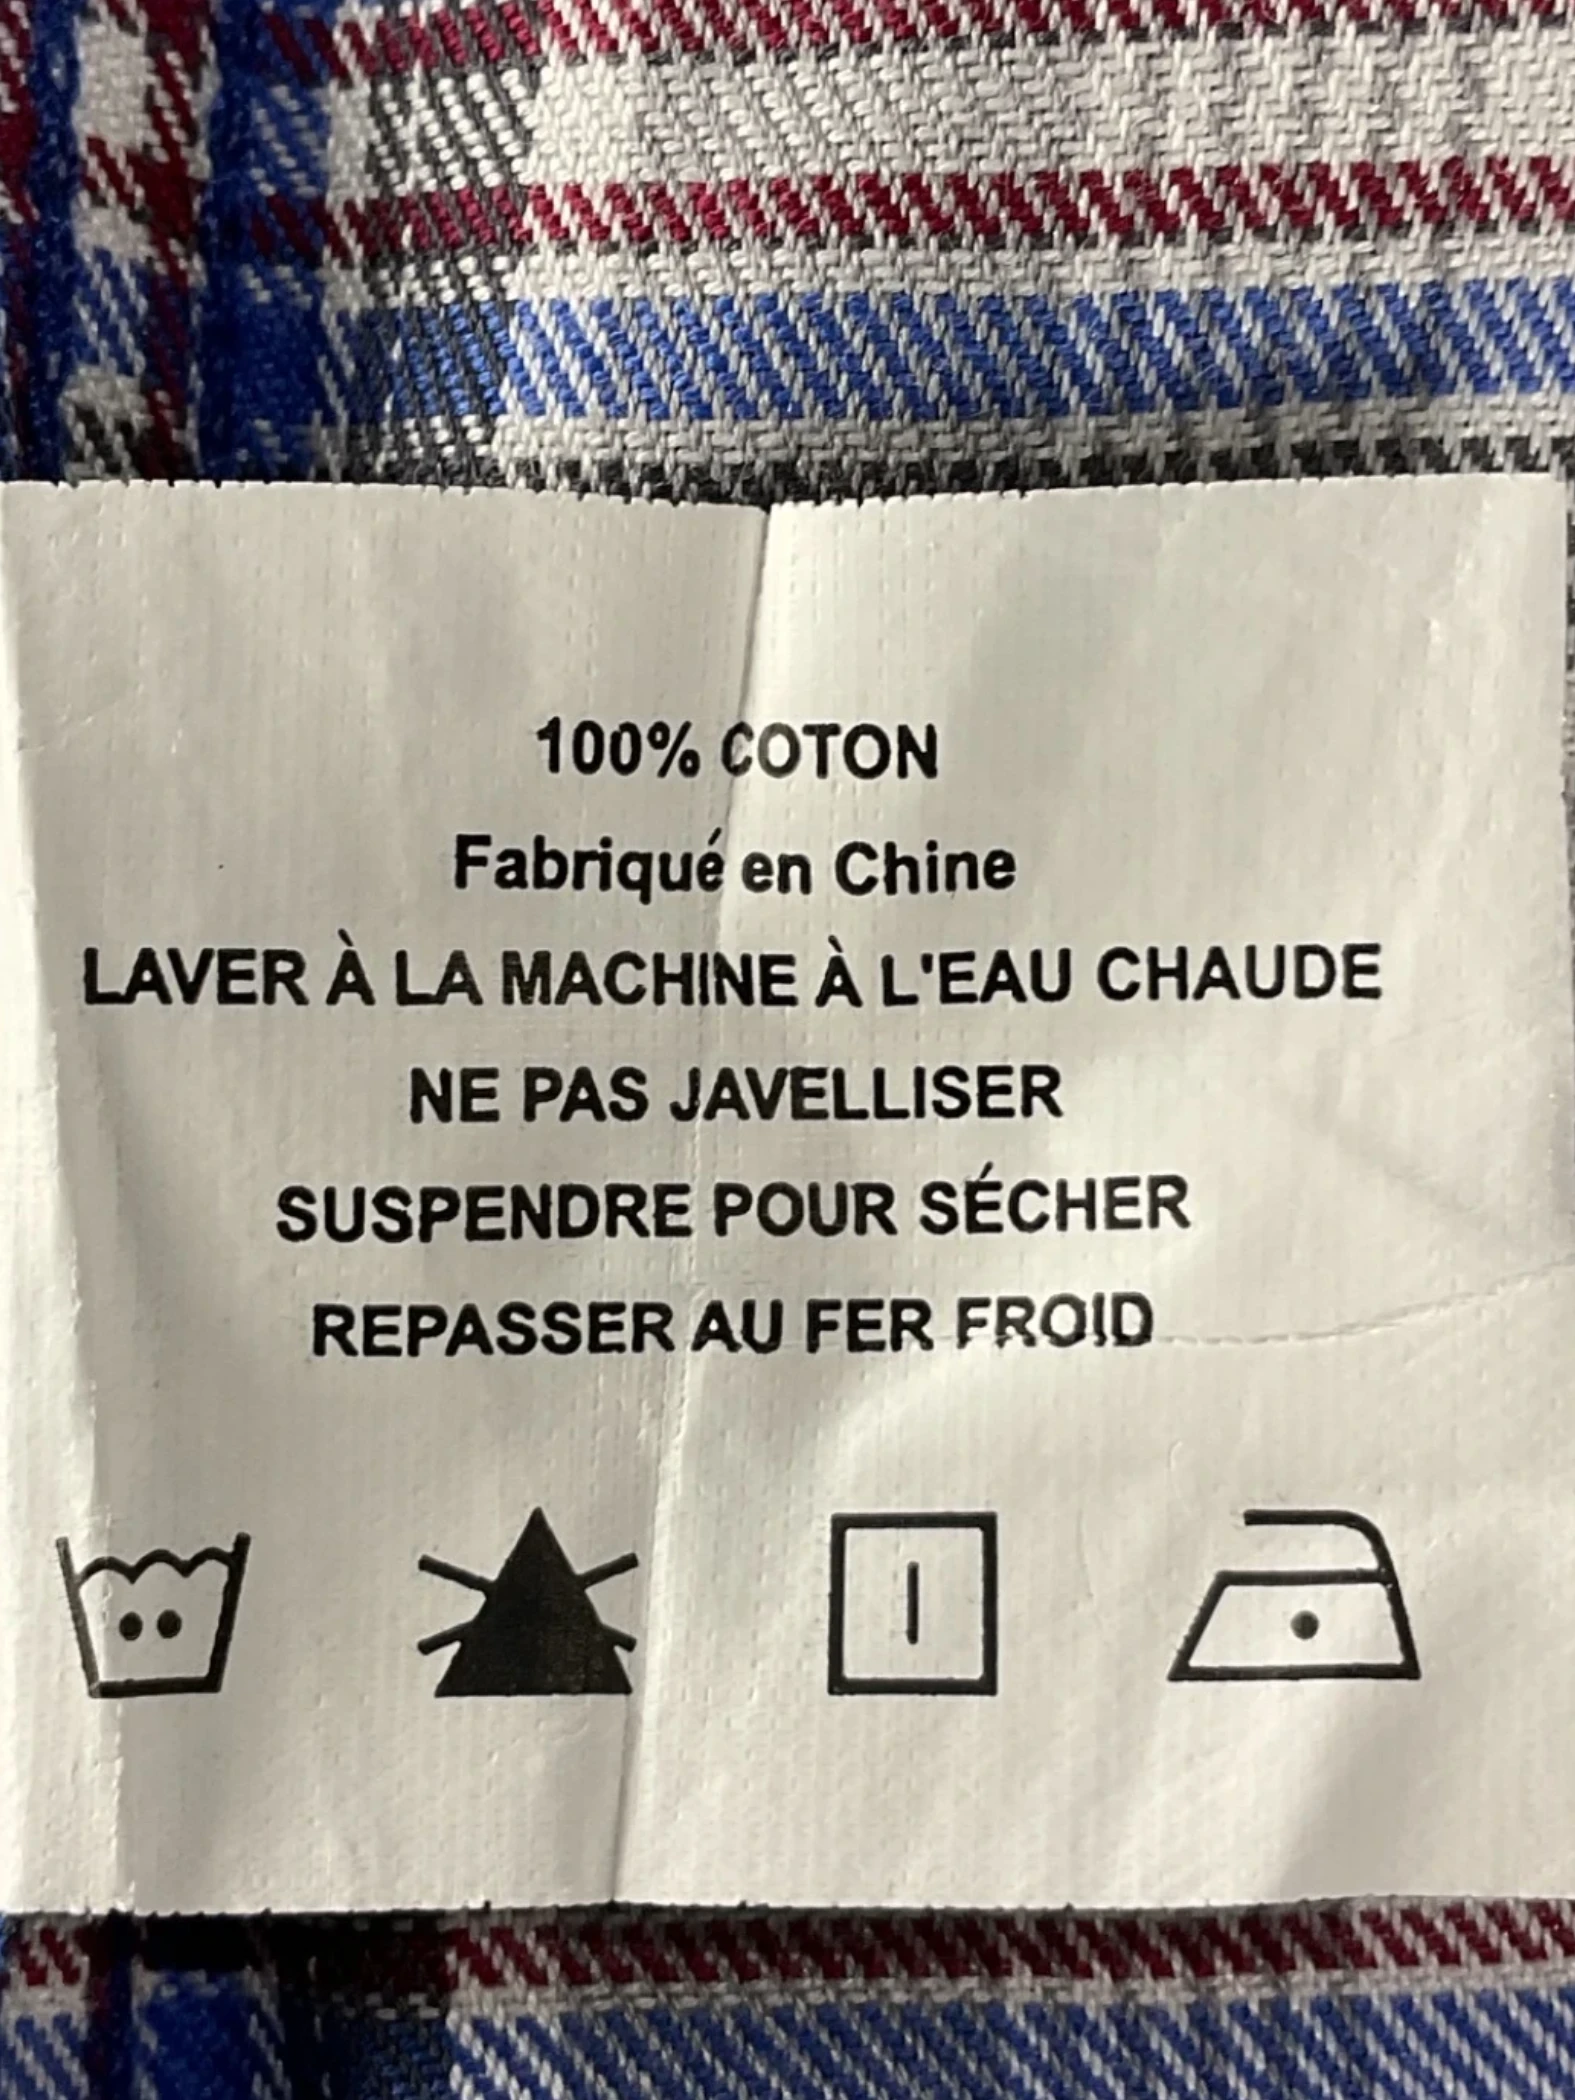 100% COTON
Fabriqué en Chine
LAVER À LA MACHINE À L'EAU CHAUDE
NE PAS JAVELLISER
SUSPENDRE POUR SÉCHER
REPASSER AU FER FROID